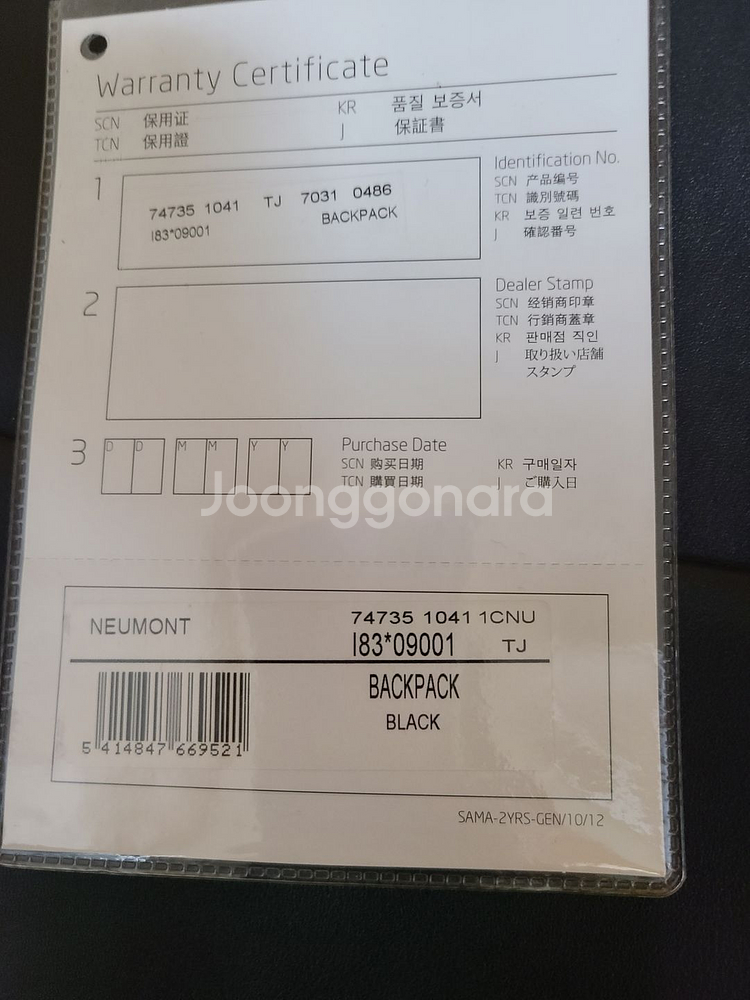 Warranty Certificate
SCN 保用证 KR 품질 보증서
TCN 保用證 J 保証書
1
74735 1041 TJ 7031 0486
I83*09001 BACKPACK
Identification No.
SCN 产品编号
TCN 識別號碼
KR 보증 일련 번호
J 確認番号
2
Dealer Stamp
SCN 经销商印章
TCN 行銷商蓋章
KR 판매점 직인
J 取り扱い店舗
スタンプ
3
D D M M Y Y
Purchase Date
SCN 购买日期 KR 구매일자
TCN 購買日期 J ご購入日
Joonggonara
NEUMONT 74735 1041 1CNU
I83*09001 TJ
BACKPACK
BLACK
5 414847 669521
SAMA-2YRS-GEN/10/12